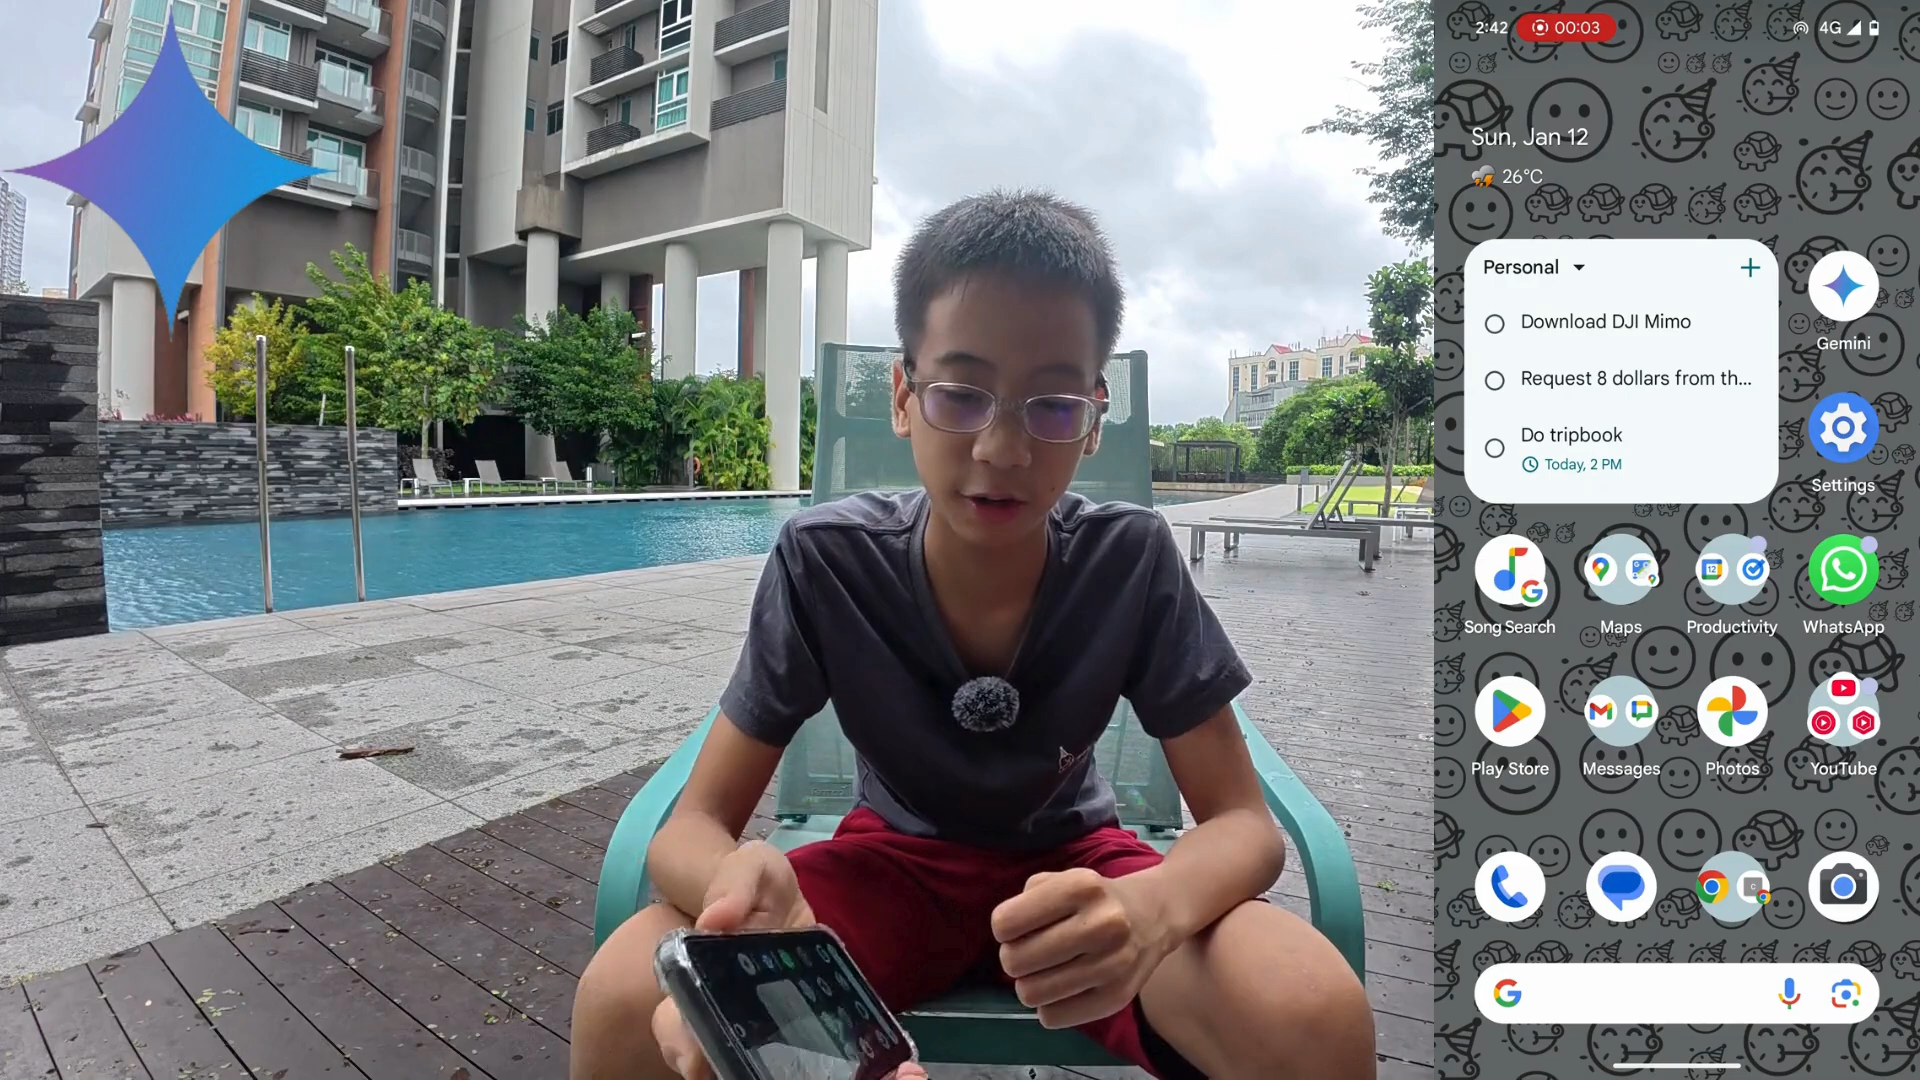 2:42
00:03
4G
Sun, Jan 12
26°C
Personal
Download DJI Mimo
Request 8 dollars from th...
Do tripbook
Today, 2 PM
Gemini
Settings
12
Song Search
Maps
Productivity
WhatsApp
Play Store
Messages
Photos
YouTube